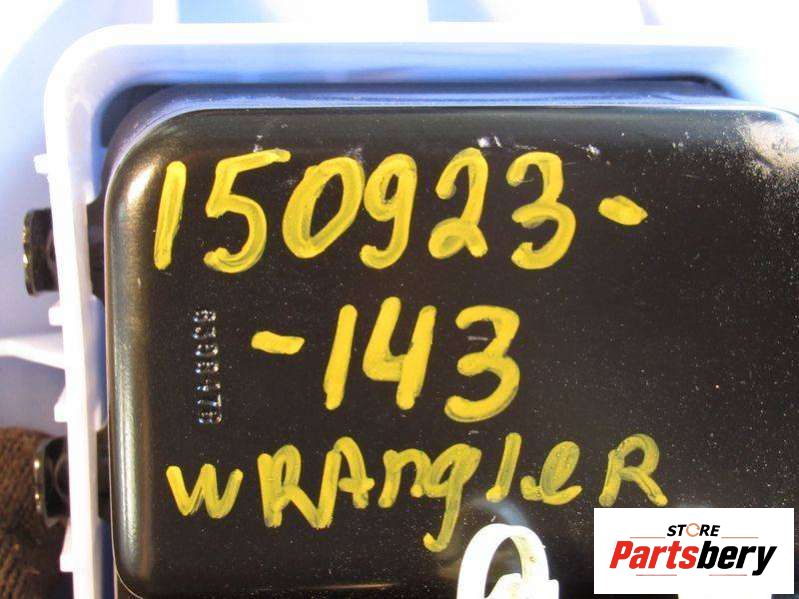 150923-
-143
WRAngleR
STORE
Partsbery